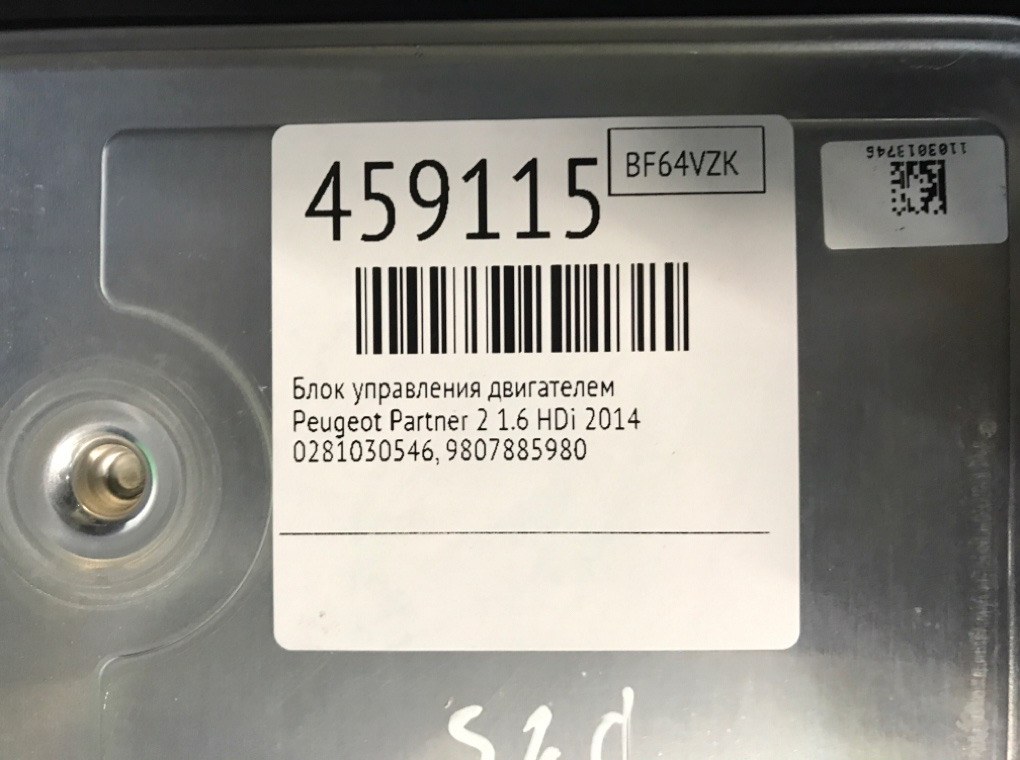 459115
BF64VZK
1103013746
Блок управления двигателем
Peugeot Partner 2 1.6 HDi 2014
0281030546, 9807885980